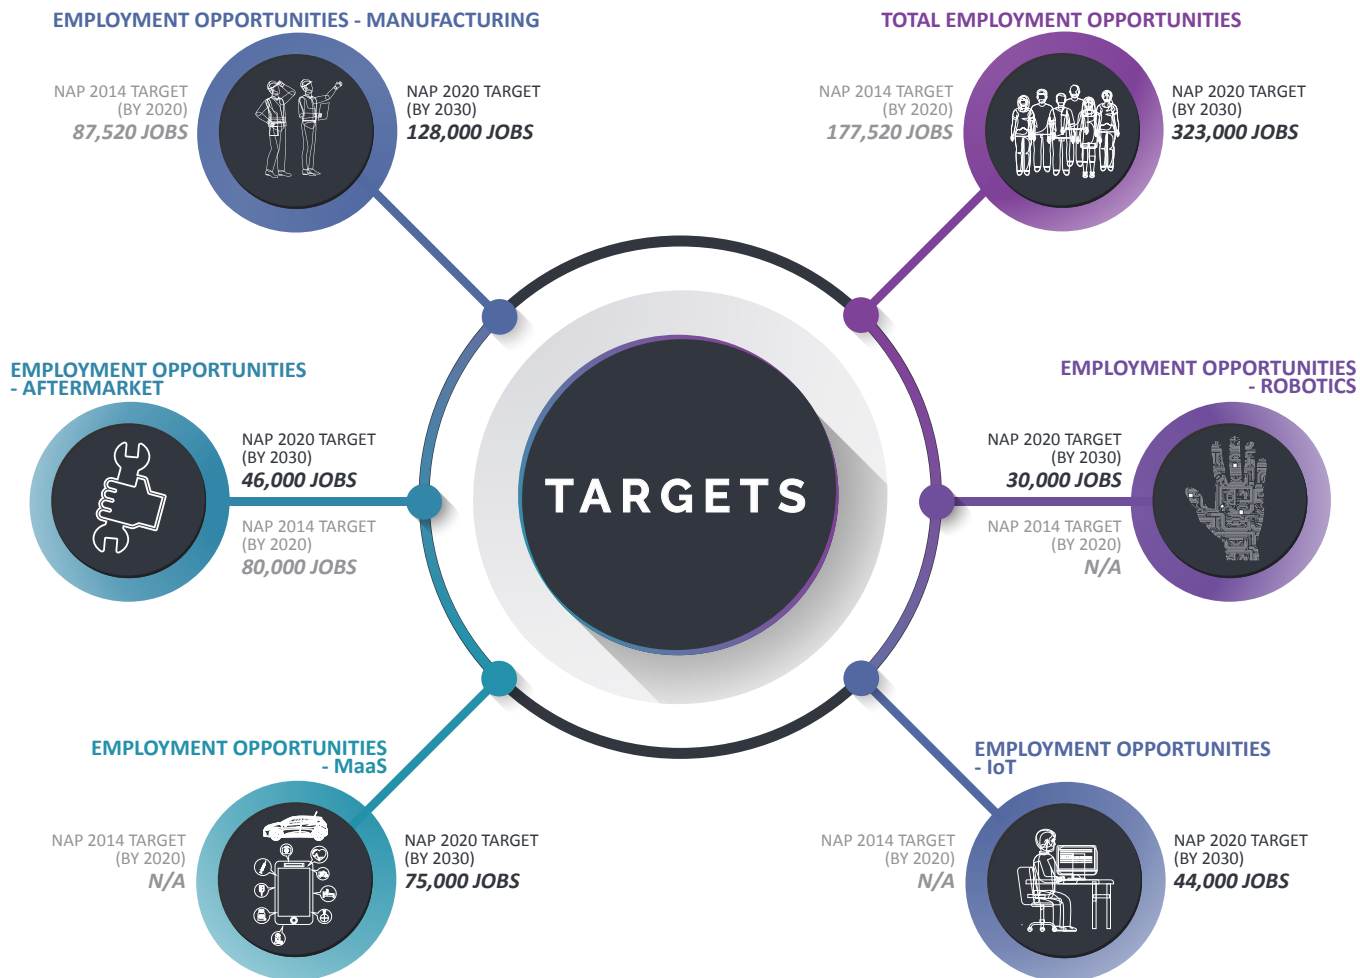 EMPLOYMENT OPPORTUNITIES - MANUFACTURING
NAP 2014 TARGET
(BY 2020)
87,520 JOBS
NAP 2020 TARGET
(BY 2030)
128,000 JOBS
TOTAL EMPLOYMENT OPPORTUNITIES
NAP 2014 TARGET
(BY 2020)
177,520 JOBS
NAP 2020 TARGET
(BY 2030)
323,000 JOBS
EMPLOYMENT OPPORTUNITIES
- AFTERMARKET
NAP 2020 TARGET
(BY 2030)
46,000 JOBS
NAP 2014 TARGET
(BY 2020)
80,000 JOBS
TARGETS
EMPLOYMENT OPPORTUNITIES
- ROBOTICS
NAP 2020 TARGET
(BY 2030)
30,000 JOBS
NAP 2014 TARGET
(BY 2020)
N/A
EMPLOYMENT OPPORTUNITIES
- MaaS
NAP 2014 TARGET
(BY 2020)
N/A
NAP 2020 TARGET
(BY 2030)
75,000 JOBS
EMPLOYMENT OPPORTUNITIES
- IoT
NAP 2014 TARGET
(BY 2020)
N/A
NAP 2020 TARGET
(BY 2030)
44,000 JOBS